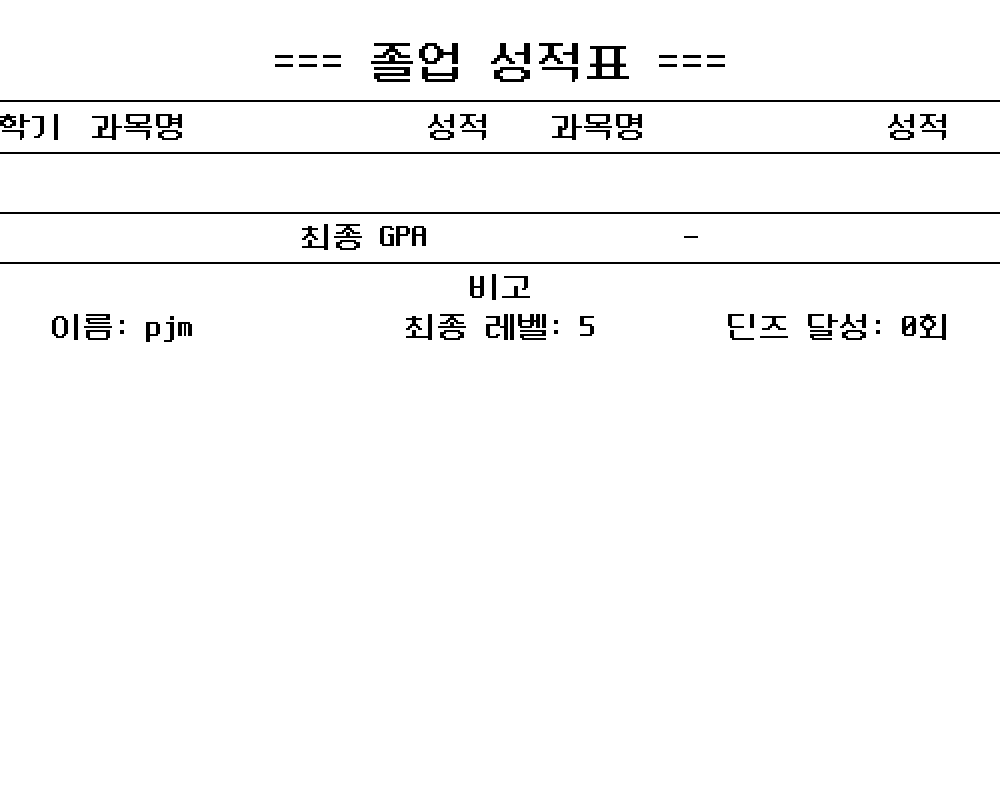 === 졸업 성적표 ===
학기 과목명 성적 과목명 성적
최종 GPA -
비고
이름: pjm 최종 레벨: 5 딘즈 달성: 0회